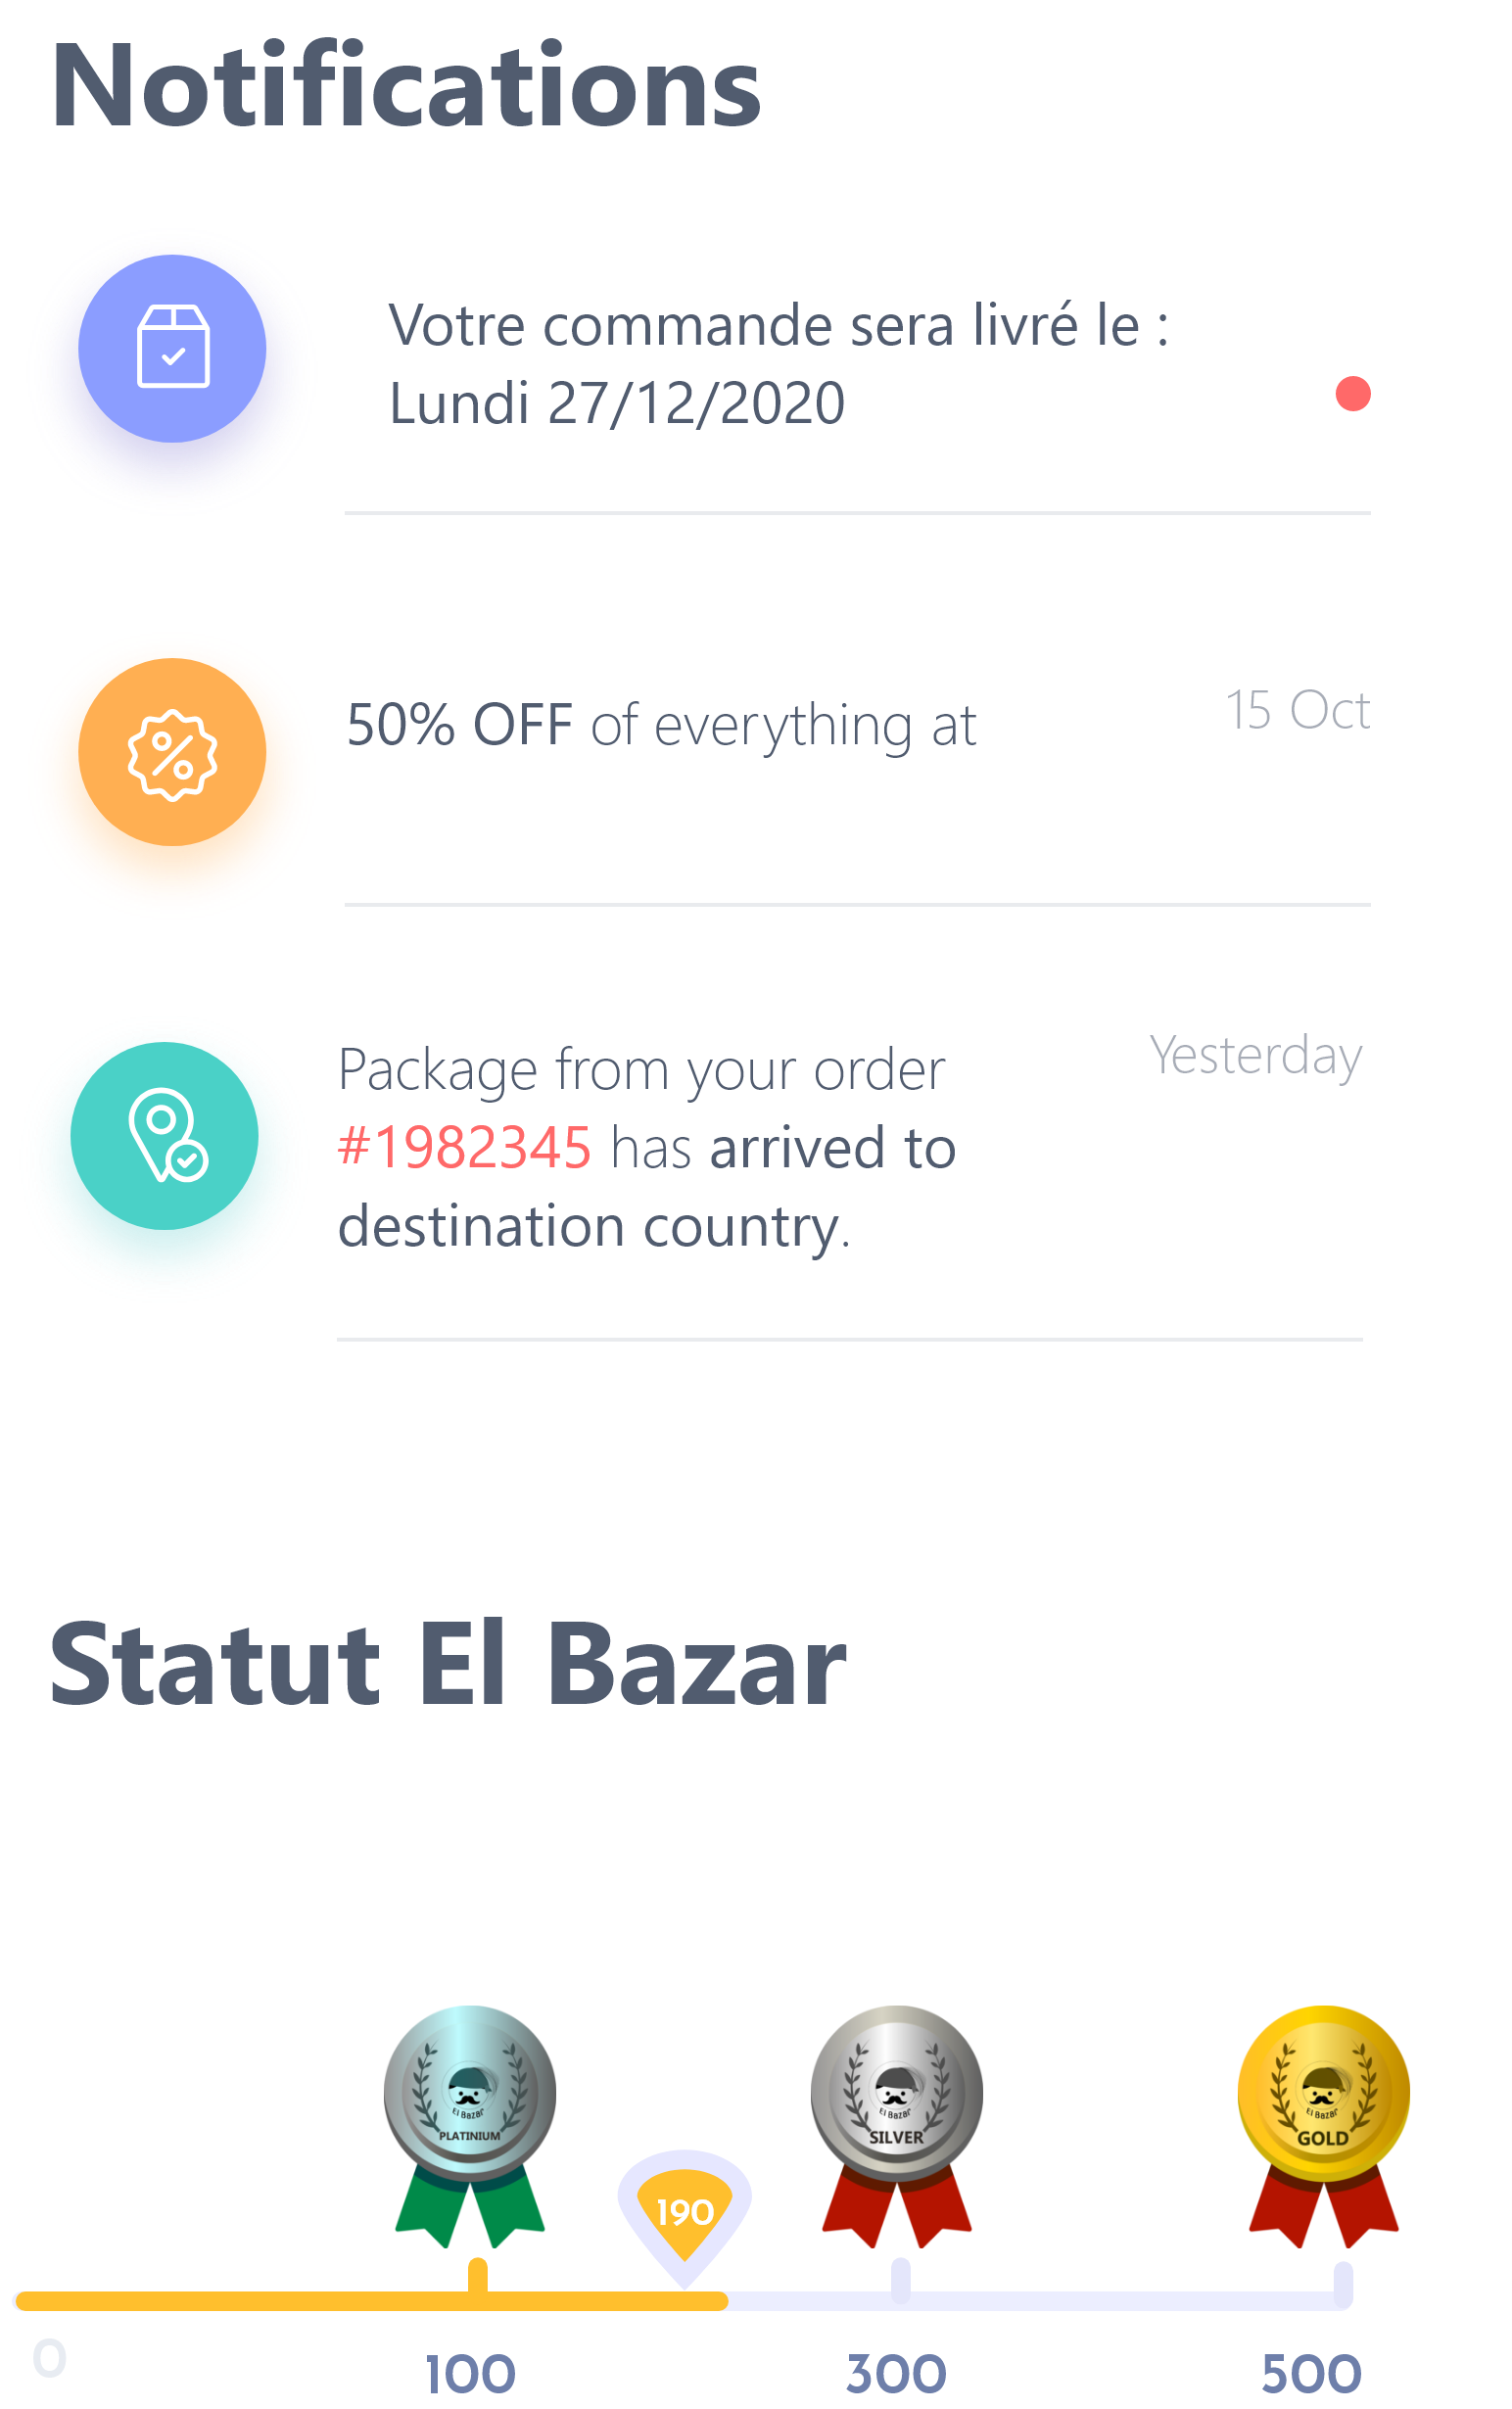 Notifications
Votre commande sera livré le :
Lundi 27/12/2020
50% OFF of everything at
15 Oct
Package from your order
Yesterday
#1982345 has arrived to
destination country.
Statut El Bazar
El Bazar
PLATINIUM
El Bazar
SILVER
El Bazar
GOLD
190
0
100
300
500